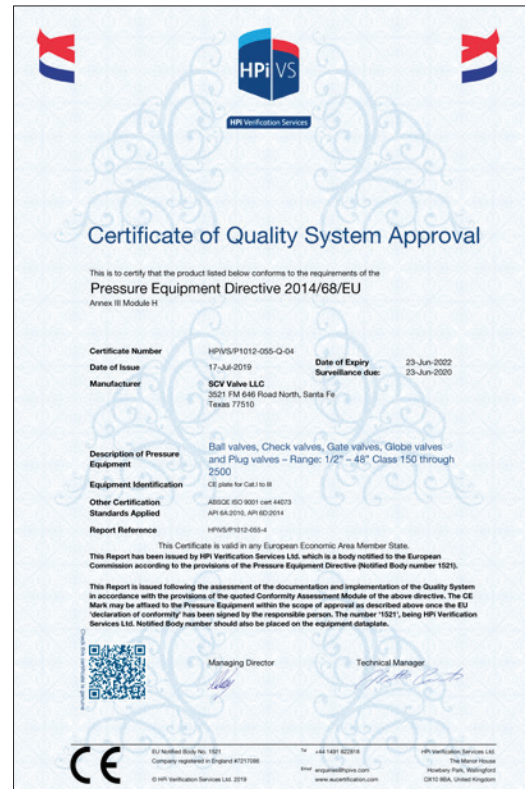 HPi VS
HPi Verification Services
Certificate of Quality System Approval
This is to certify that the product listed below conforms to the requirements of the
Pressure Equipment Directive 2014/68/EU
Annex III Module H
Certificate Number HPiVS/P1012-055-Q-04
Date of Issue 17-Jul-2019
Date of Expiry 23-Jun-2022
Surveillance due: 23-Jun-2020
Manufacturer SCV Valve LLC
3521 FM 646 Road North, Santa Fe
Texas 77510
Description of Pressure Equipment
Ball valves, Check valves, Gate valves, Globe valves
and Plug valves – Range: 1/2" – 48" Class 150 through
2500
Equipment Identification CE plate for Cat.I to III
Other Certification ABSQE ISO 9001 cert 44073
Standards Applied API 6A:2010, API 6D:2014
Report Reference HPiVS/P1012-055-4
This Certificate is valid in any European Economic Area Member State.
This Report has been issued by HPi Verification Services Ltd. which is a body notified to the European
Commission according to the provisions of the Pressure Equipment Directive (Notified Body number 1521).
This Report is issued following the assessment of the documentation and implementation of the Quality System
in accordance with the provisions of the quoted Conformity Assessment Module of the above directive. The CE
Mark may be affixed to the Pressure Equipment within the scope of approval as described above once the EU
'declaration of conformity' has been signed by the responsible person. The number '1521', being HPi Verification
Services Ltd. Notified Body number should also be placed on the equipment dataplate.
Check this certificate is genuine
Managing Director
Technical Manager
CE
EU Notified Body No. 1521
Company registered in England #7217086
© HPi Verification Services Ltd. 2019
Tel +44 1491 822818
Email enquiries@hpivs.com
www.eucertification.com
HPi Verification Services Ltd
The Manor House
Howbery Park, Wallingford
OX10 8BA, United Kingdom